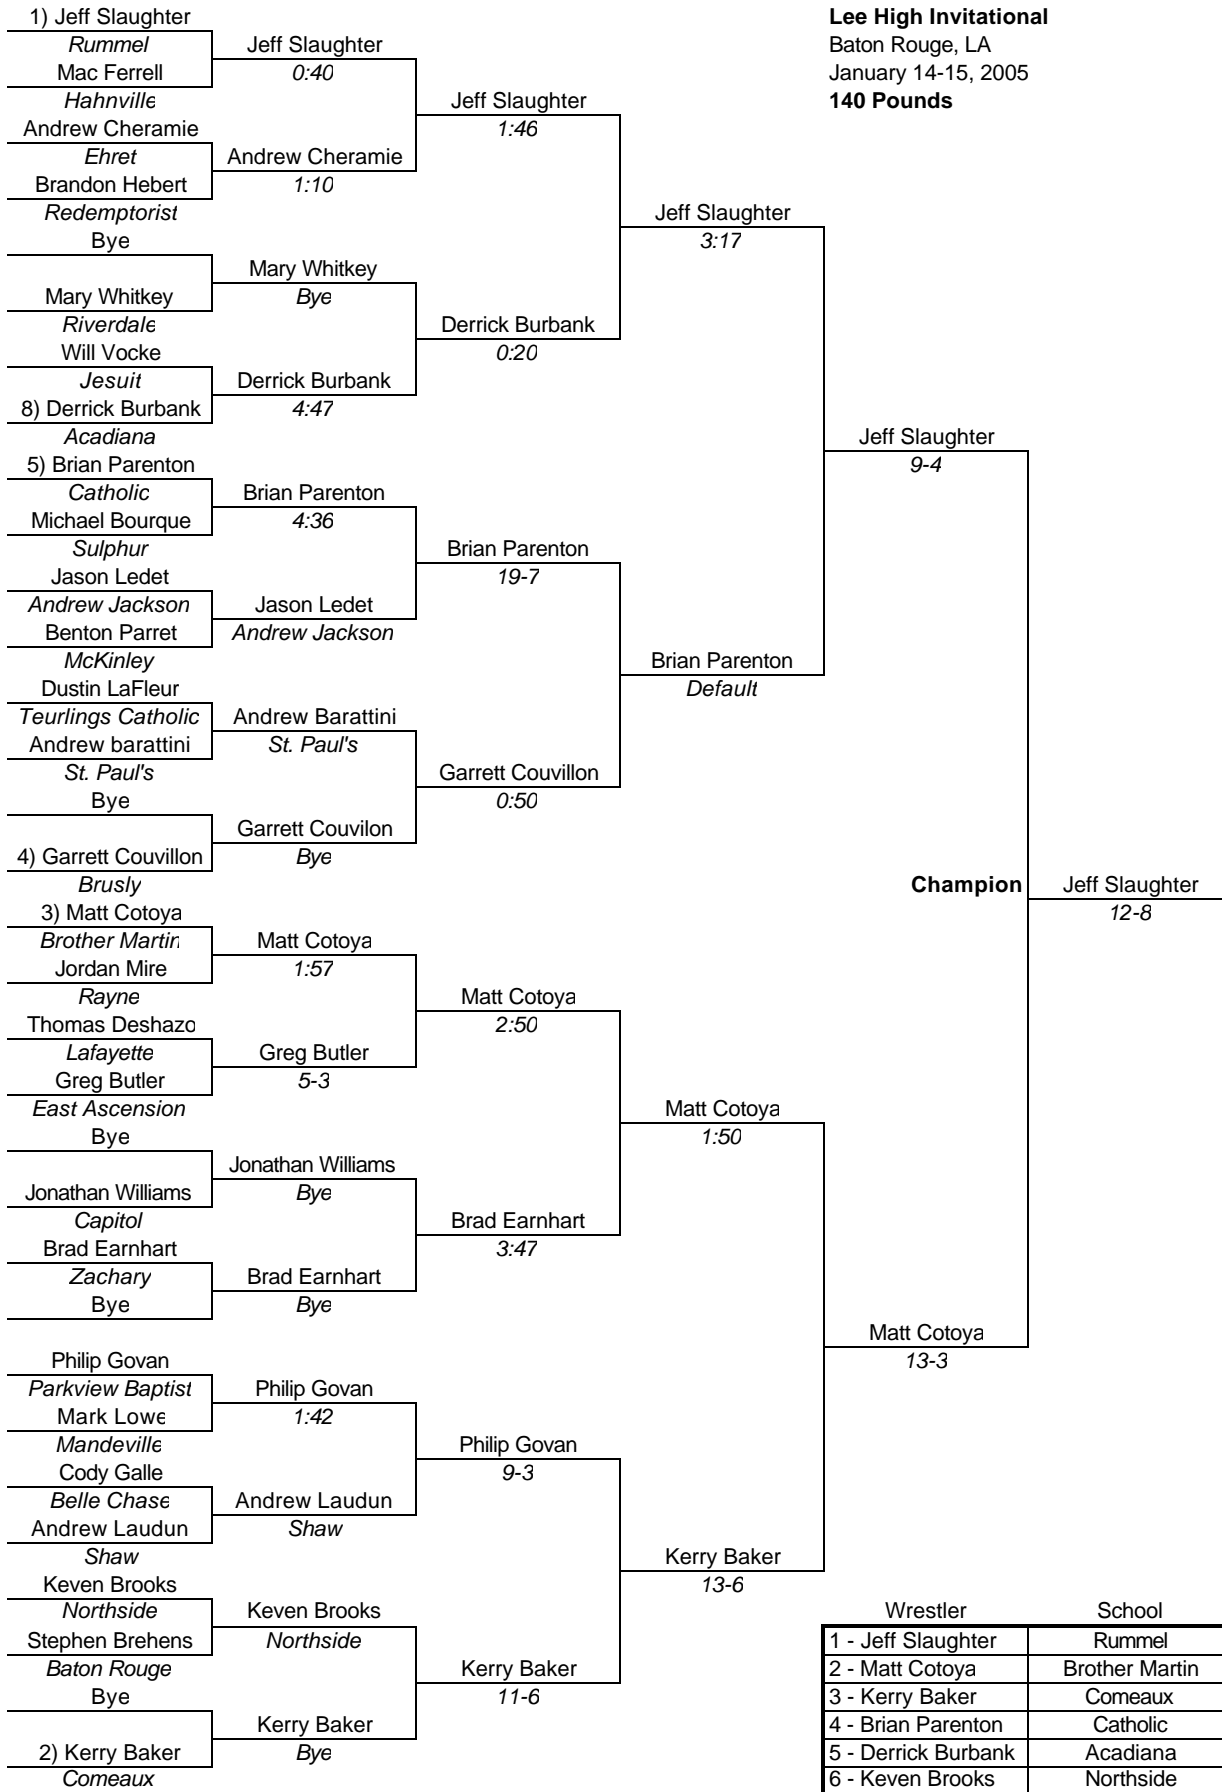 1) Jeff Slaughter
Rummel
Mac Ferrell
Hahnville
Andrew Cheramie
Ehret
Brandon Hebert
Redemptorist
Bye
Mary Whitkey
Riverdale
Will Vocke
Jesuit
8) Derrick Burbank
Acadiana
5) Brian Parenton
Catholic
Michael Bourque
Sulphur
Jason Ledet
Andrew Jackson
Benton Parret
McKinley
Dustin LaFleur
Teurlings Catholic
Andrew barattini
St. Paul's
Bye
4) Garrett Couvillon
Brusly
3) Matt Cotoya
Brother Martin
Jordan Mire
Rayne
Thomas Deshazo
Lafayette
Greg Butler
East Ascension
Bye
Jonathan Williams
Capitol
Brad Earnhart
Zachary
Bye
Philip Govan
Parkview Baptist
Mark Lowe
Mandeville
Cody Galle
Belle Chase
Andrew Laudun
Shaw
Keven Brooks
Northside
Stephen Brehens
Baton Rouge
Bye
2) Kerry Baker
Comeaux
Jeff Slaughter
0:40
Andrew Cheramie
1:10
Mary Whitkey
Bye
Derrick Burbank
4:47
Brian Parenton
4:36
Jason Ledet
Andrew Jackson
Andrew Barattini
St. Paul's
Garrett Couvilon
Bye
Matt Cotoya
1:57
Greg Butler
5-3
Jonathan Williams
Bye
Brad Earnhart
Bye
Philip Govan
1:42
Andrew Laudun
Shaw
Keven Brooks
Northside
Kerry Baker
Bye
Jeff Slaughter
1:46
Derrick Burbank
0:20
Brian Parenton
19-7
Garrett Couvillon
0:50
Matt Cotoya
2:50
Brad Earnhart
3:47
Philip Govan
9-3
Kerry Baker
11-6
Jeff Slaughter
3:17
Brian Parenton
Default
Matt Cotoya
1:50
Kerry Baker
13-6
Lee High Invitational
Baton Rouge, LA
January 14-15, 2005
140 Pounds
Jeff Slaughter
9-4
Matt Cotoya
13-3
Champion
Jeff Slaughter
12-8
Wrestler School
1 - Jeff Slaughter Rummel
2 - Matt Cotoya Brother Martin
3 - Kerry Baker Comeaux
4 - Brian Parenton Catholic
5 - Derrick Burbank Acadiana
6 - Keven Brooks Northside